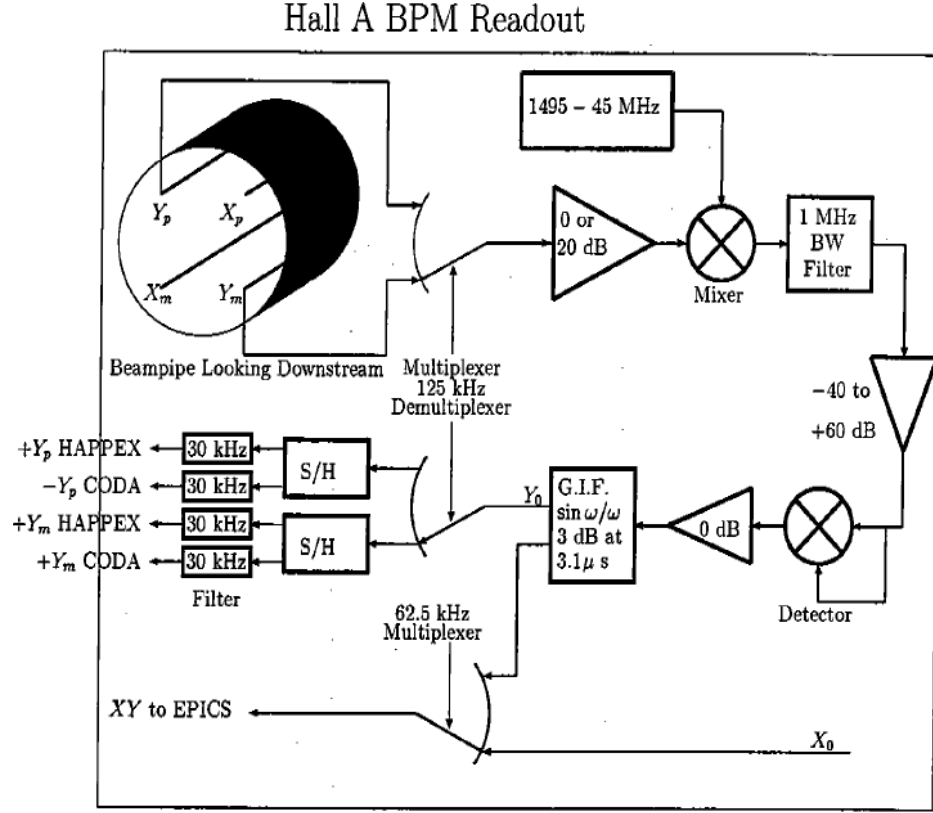 Hall A BPM Readout
1495 – 45 MHz
Y_p
X_p
X_m
Y_m
Beampipe Looking Downstream
0 or
20 dB
Mixer
1 MHz
BW
Filter
Multiplexer
125 kHz
Demultiplexer
−40 to
+60 dB
+Y_p HAPPEX
30 kHz
S/H
−Y_p CODA
30 kHz
+Y_m HAPPEX
30 kHz
S/H
+Y_m CODA
30 kHz
Filter
Y_0
G.I.F.
sin ω/ω
3 dB at
3.1μ s
0 dB
Detector
62.5 kHz
Multiplexer
XY to EPICS
X_0